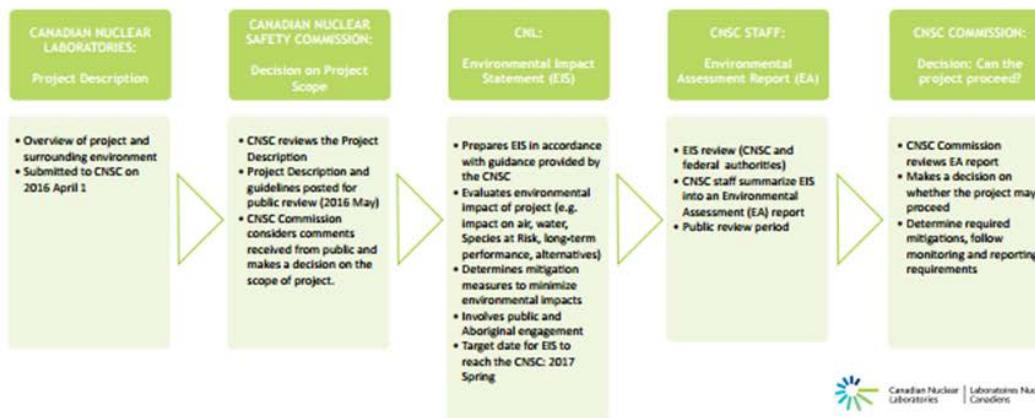 CANADIAN NUCLEAR
LABORATORIES:
Project Description
• Overview of project and
surrounding environment
• Submitted to CNSC on
2016 April 1
CANADIAN NUCLEAR
SAFETY COMMISSION:
Decision on Project
Scope
• CNSC reviews the Project
Description
• Project Description and
guidelines posted for
public review (2016 May)
• CNSC Commission
considers comments
received from public and
makes a decision on the
scope of project.
CNL:
Environmental Impact
Statement (EIS)
• Prepares EIS in accordance
with guidance provided by
the CNSC
• Evaluates environmental
impact of project (e.g.
impact on air, water,
Species at Risk, long-term
performance, alternatives)
• Determines mitigation
measures to minimize
environmental impacts
• Involves public and
Aboriginal engagement
• Target date for EIS to
reach the CNSC: 2017
Spring
CNSC STAFF:
Environmental
Assessment Report (EA)
• EIS review (CNSC and
federal authorities)
• CNSC staff summarize EIS
into an Environmental
Assessment (EA) report
• Public review period
CNSC COMMISSION:
Decision: Can the
project proceed?
• CNSC Commission
reviews EA report
• Makes a decision on
whether the project may
proceed
• Determine required
mitigations, follow
monitoring and reporting
requirements
Canadian Nuclear | Laboratoires Nuc
Laboratories | Canadiens